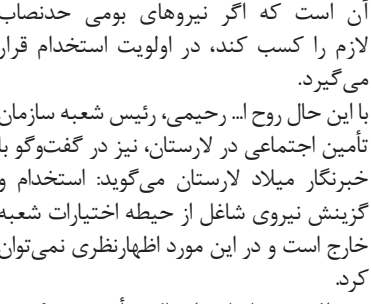 آن است که اگر نیروهای بومی حدنصاب
لازم را کسب کند، در اولویت استخدام قرار
می‌گیرد.
با این حال روح ا... رحیمی، رئیس شعبه سازمان
تأمین اجتماعی در لارستان، نیز در گفت‌وگو با
خبرنگار میلاد لارستان می‌گوید: استخدام و
گزینش نیروی شاغل از حیطه اختیارات شعبه
خارج است و در این مورد اظهارنظری نمی‌توان
کرد.